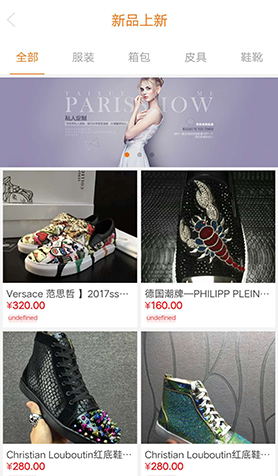 新品上新
全部 服装 箱包 皮具 鞋靴
PARIS HOW
私人定制
Versace 范思哲 】2017ss… 德国潮牌—PHILIPP PLEIN…
¥320.00 ¥160.00
undefined undefined
Christian Louboutin红底鞋… Christian Louboutin红底鞋…
¥280.00 ¥280.00